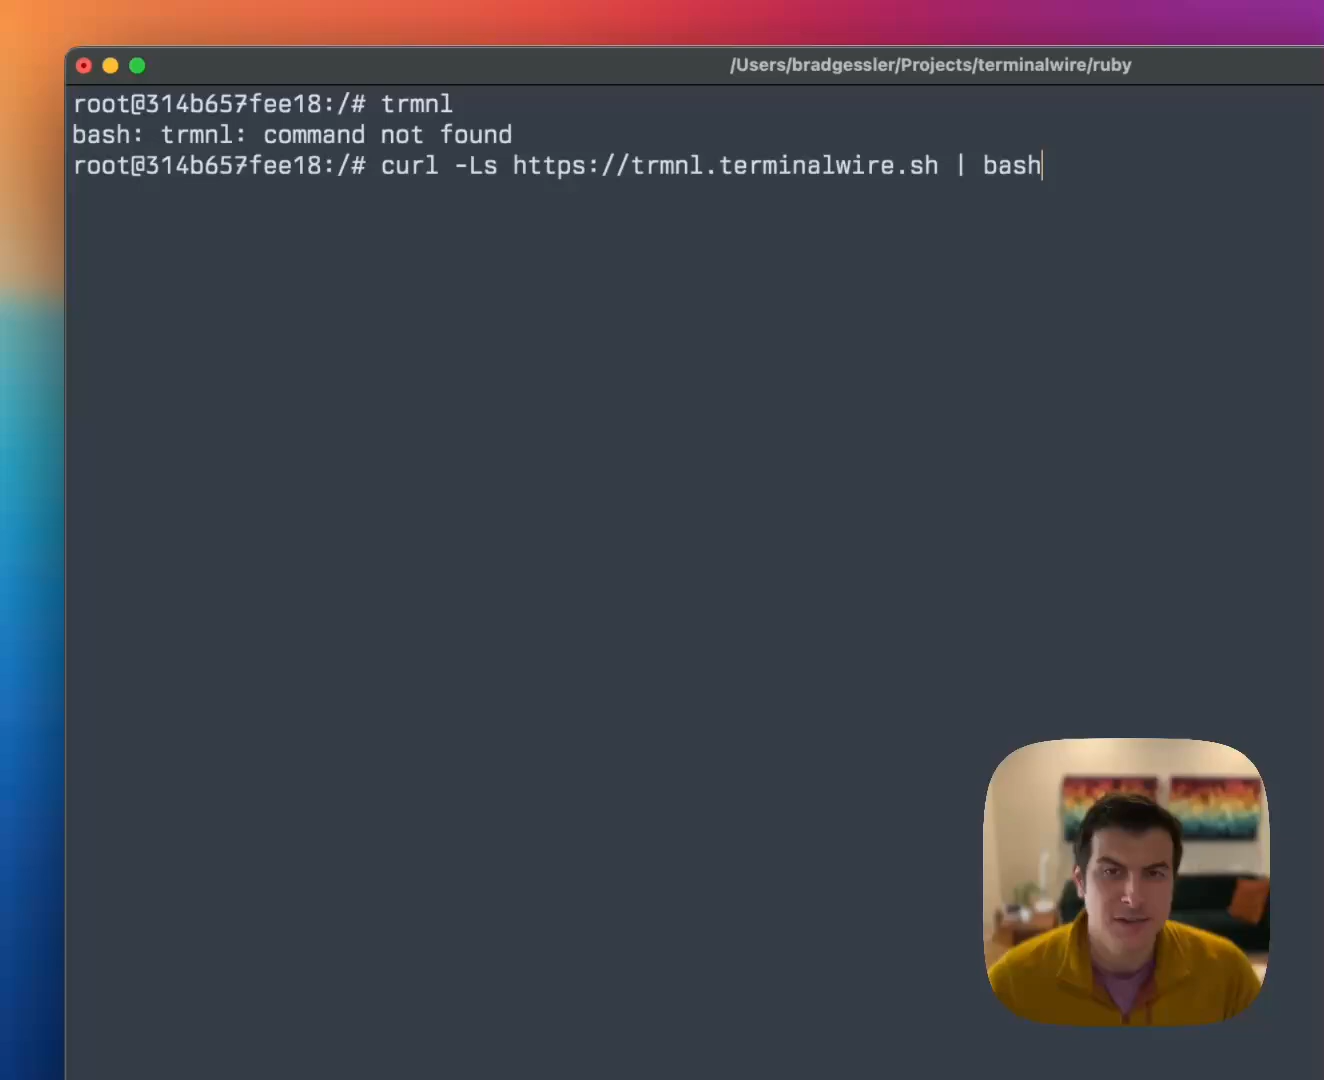 /Users/bradgessler/Projects/terminalwire/ruby
root@314b657fee18:/# trmnl
bash: trmnl: command not found
root@314b657fee18:/# curl -Ls https://trmnl.terminalwire.sh | bash